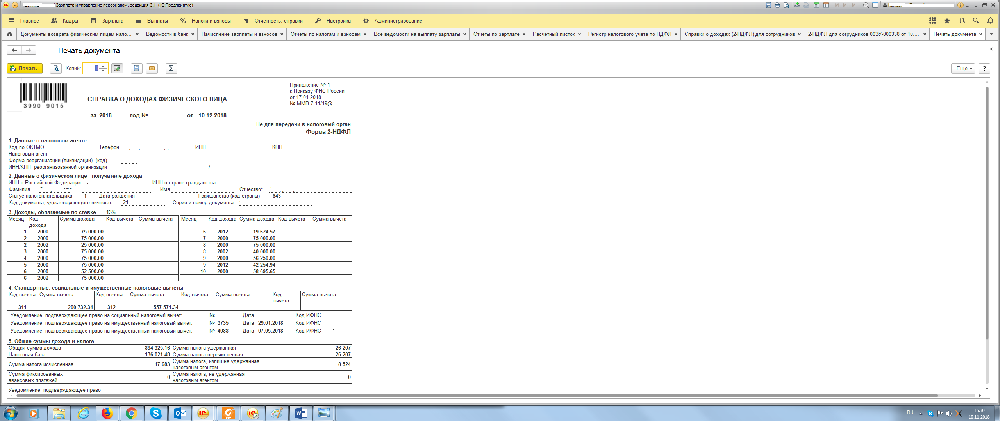 Зарплата и управление персоналом, редакция 3.1 (1С:Предприятие)
M M+ M-
Главное Кадры Зарплата Выплаты Налоги и взносы Отчетность, справки Настройка Администрирование
Документы возврата физическим лицам нало... Ведомости в банк Начисление зарплаты и взносов Отчеты по налогам и взносам Все ведомости на выплату зарплаты Отчеты по зарплате Расчетный листок Регистр налогового учета по НДФЛ Справки о доходах (2-НДФЛ) для сотрудников 2-НДФЛ для сотрудников 00ЗУ-000338 от 10.... Печать документа
Печать документа
Печать Копий: 1 Σ Еще ?
3990 9015
Приложение № 1
к Приказу ФНС России
от 17.01.2018
№ ММВ-7-11/19@
СПРАВКА О ДОХОДАХ ФИЗИЧЕСКОГО ЛИЦА
за 2018 год № от 10.12.2018
Не для передачи в налоговый орган
Форма 2-НДФЛ
1. Данные о налоговом агенте
Код по ОКТМО Телефон ИНН КПП
Налоговый агент
Форма реорганизации (ликвидации) (код)
ИНН/КПП реорганизованной организации /
2. Данные о физическом лице - получателе дохода
ИНН в Российской Федерации ИНН в стране гражданства
Фамилия Имя Отчество*
Статус налогоплательщика 1 Дата рождения Гражданство (код страны) 643
Код документа, удостоверяющего личность: 21 Серия и номер документа
3. Доходы, облагаемые по ставке 13%
Месяц Код дохода Сумма дохода Код вычета Сумма вычета Месяц Код дохода Сумма дохода Код вычета Сумма вычета
1 2000 75 000.00 6 2012 19 624.57
2 2000 75 000.00 7 2000 75 000.00
2 2002 25 000.00 8 2000 75 000.00
3 2000 75 000.00 8 2002 40 000.00
4 2000 75 000.00 9 2000 56 250.00
5 2000 75 000.00 9 2012 42 254.94
6 2000 52 500.00 10 2000 58 695.65
6 2002 75 000.00
4. Стандартные, социальные и имущественные налоговые вычеты
Код вычета Сумма вычета Код вычета Сумма вычета Код вычета Сумма вычета Код вычета Сумма вычета
311 200 732.34 312 557 571.34
Уведомление, подтверждающее право на социальный налоговый вычет: № Дата Код ИФНС
Уведомление, подтверждающее право на имущественный налоговый вычет: № 3735 Дата 29.01.2018 Код ИФНС
Уведомление, подтверждающее право на имущественный налоговый вычет: № 4088 Дата 07.05.2018 Код ИФНС
5. Общие суммы дохода и налога
Общая сумма дохода 894 325.16 Сумма налога удержанная 26 207
Налоговая база 136 021.48 Сумма налога перечисленная 26 207
Сумма налога исчисленная 17 683 Сумма налога, излишне удержанная налоговым агентом 8 524
Сумма фиксированных авансовых платежей 0 Сумма налога, не удержанная налоговым агентом 0
Уведомление, подтверждающее право
RU 15:30
10.11.2018